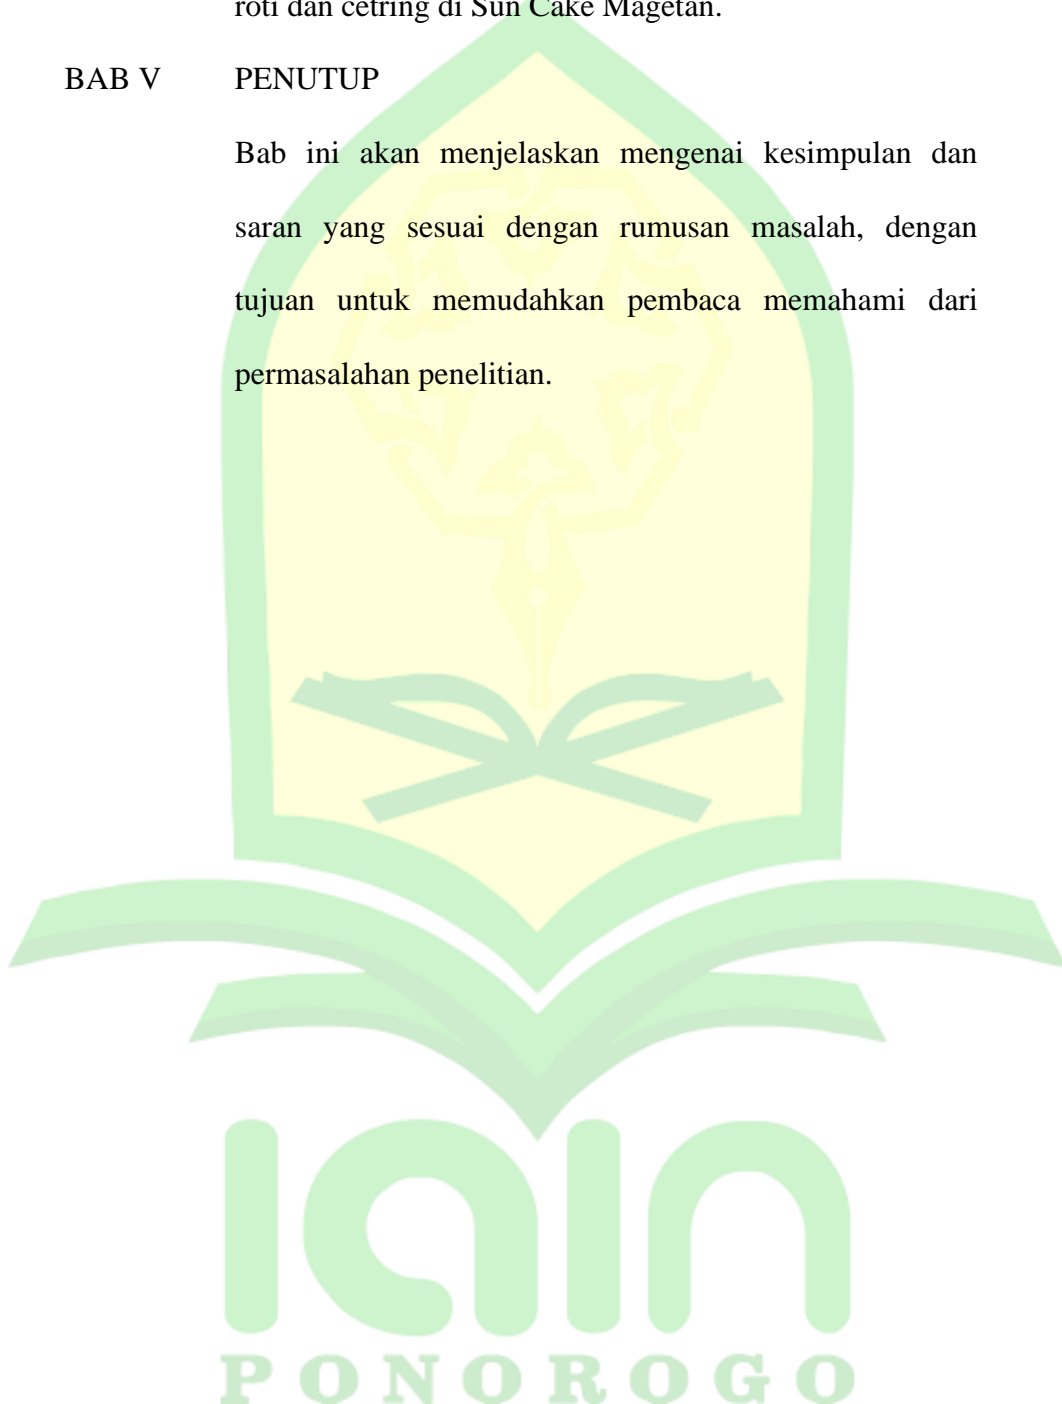 roti dan cetring di Sun Cake Magetan.
BAB V PENUTUP
Bab ini akan menjelaskan mengenai kesimpulan dan
saran yang sesuai dengan rumusan masalah, dengan
tujuan untuk memudahkan pembaca memahami dari
permasalahan penelitian.
iain
PONOROGO